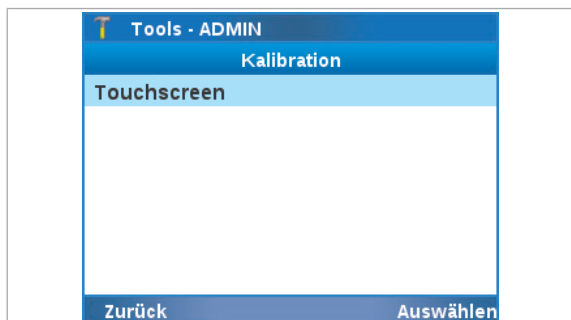 Tools - ADMIN
Kalibration
Touchscreen
Zurück Auswählen